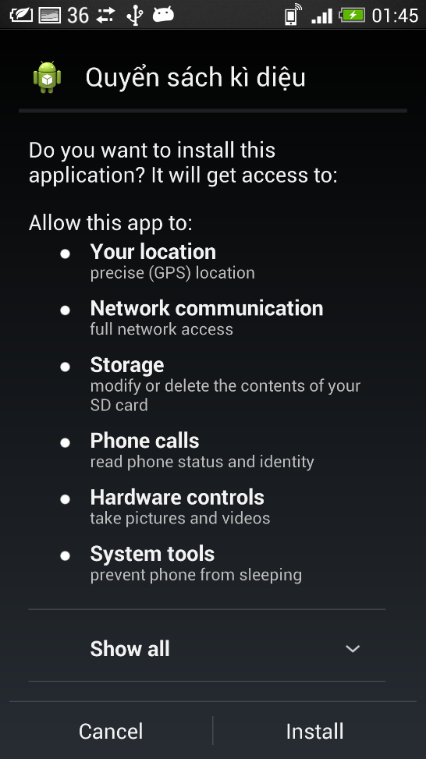 36 01:45
Quyển sách kì diệu
Do you want to install this
application? It will get access to:
Allow this app to:
Your location
precise (GPS) location
Network communication
full network access
Storage
modify or delete the contents of your
SD card
Phone calls
read phone status and identity
Hardware controls
take pictures and videos
System tools
prevent phone from sleeping
Show all
Cancel Install